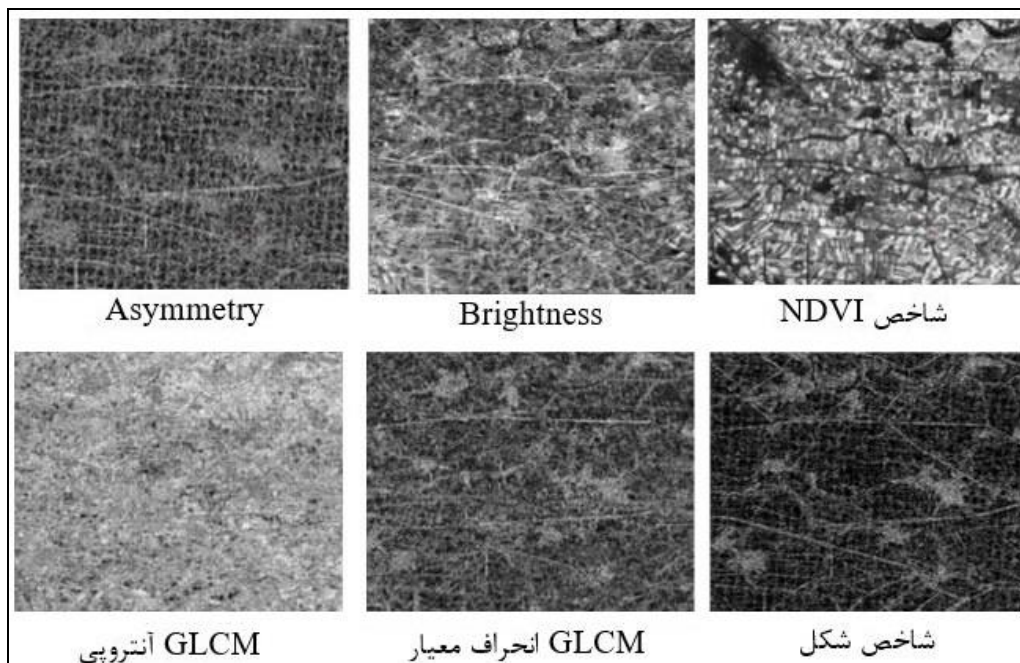 Asymmetry
Brightness
شاخص NDVI
GLCM آنتروپی
GLCM انحراف معیار
شاخص شکل